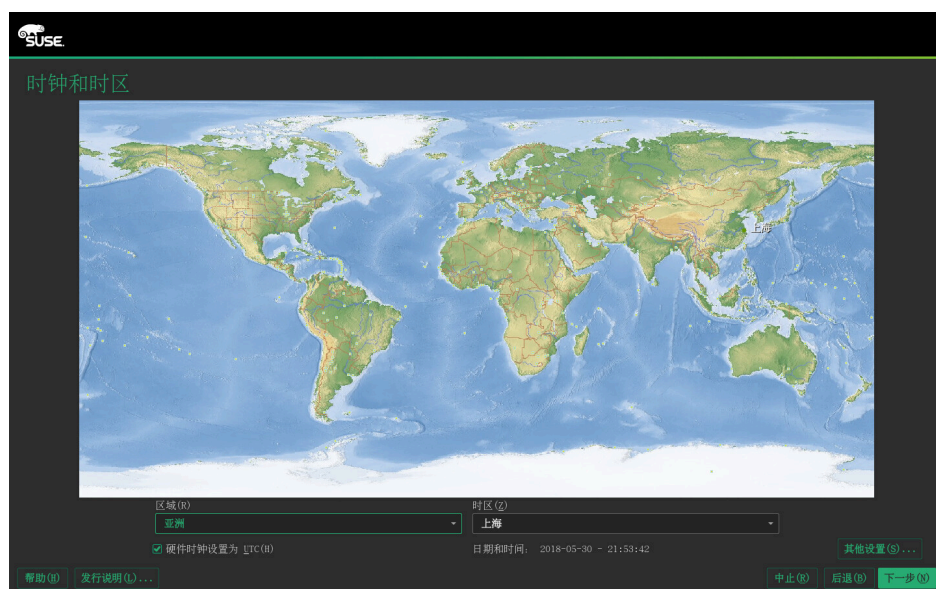 SUSE.
时钟和时区
上海
区域(R)
时区(Z)
亚洲
上海
硬件时钟设置为 UTC(H)
日期和时间: 2018-05-30 - 21:53:42
其他设置(S)...
帮助(H) 发行说明(L)... 中止(R) 后退(B) 下一步(N)